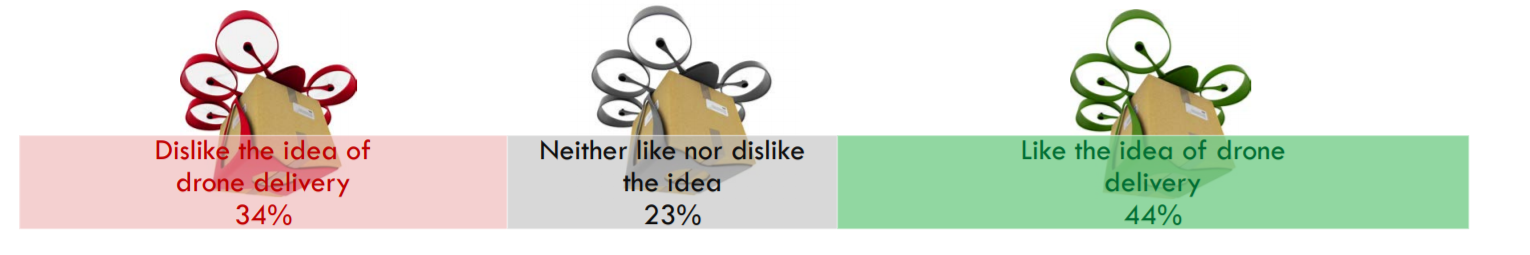 Dislike the idea of
drone delivery
34%
Neither like nor dislike
the idea
23%
Like the idea of drone
delivery
44%